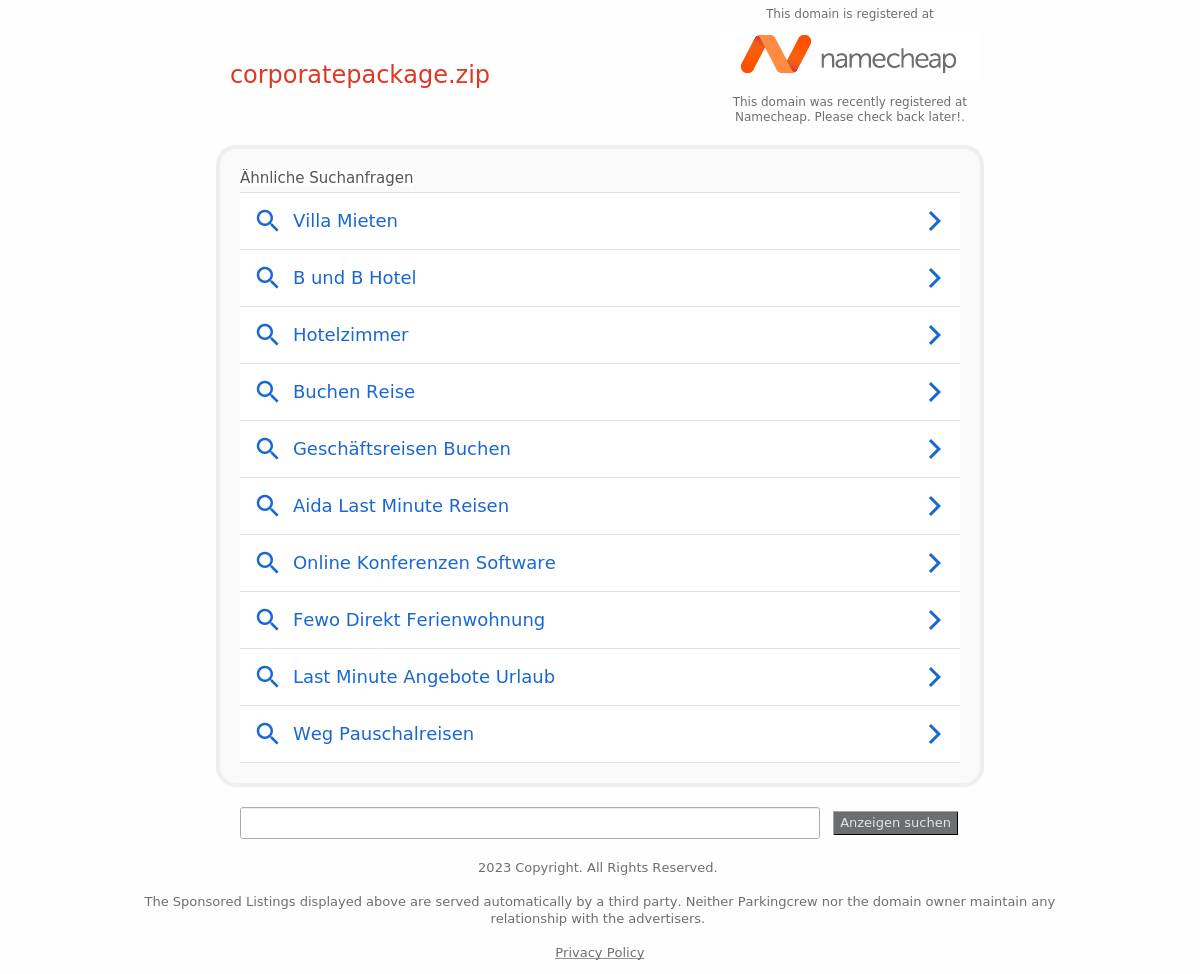 This domain is registered at
namecheap
corporatepackage.zip
This domain was recently registered at
Namecheap. Please check back later!.
Ähnliche Suchanfragen
Villa Mieten
B und B Hotel
Hotelzimmer
Buchen Reise
Geschäftsreisen Buchen
Aida Last Minute Reisen
Online Konferenzen Software
Fewo Direkt Ferienwohnung
Last Minute Angebote Urlaub
Weg Pauschalreisen
Anzeigen suchen
2023 Copyright. All Rights Reserved.
The Sponsored Listings displayed above are served automatically by a third party. Neither Parkingcrew nor the domain owner maintain any
relationship with the advertisers.
Privacy Policy